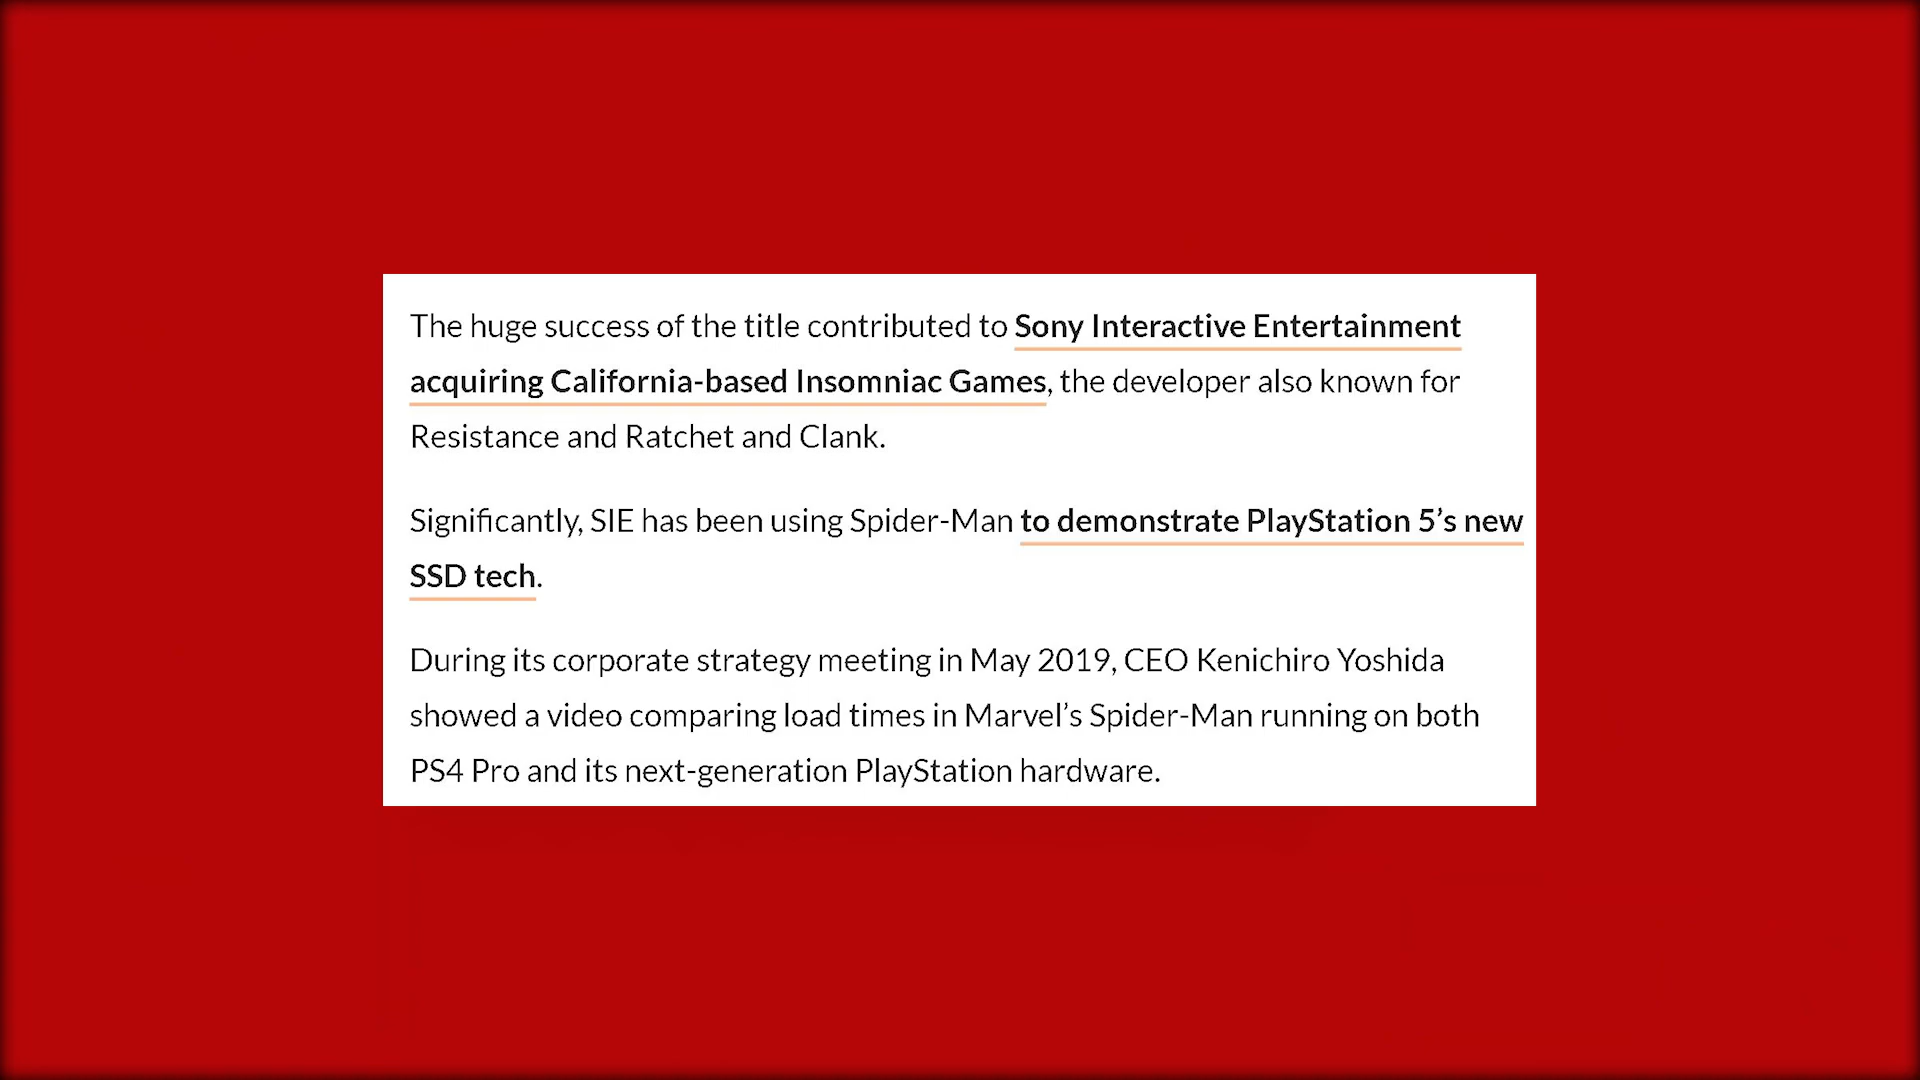 The huge success of the title contributed to Sony Interactive Entertainment
acquiring California-based Insomniac Games, the developer also known for
Resistance and Ratchet and Clank.
Significantly, SIE has been using Spider-Man to demonstrate PlayStation 5’s new
SSD tech.
During its corporate strategy meeting in May 2019, CEO Kenichiro Yoshida
showed a video comparing load times in Marvel’s Spider-Man running on both
PS4 Pro and its next-generation PlayStation hardware.